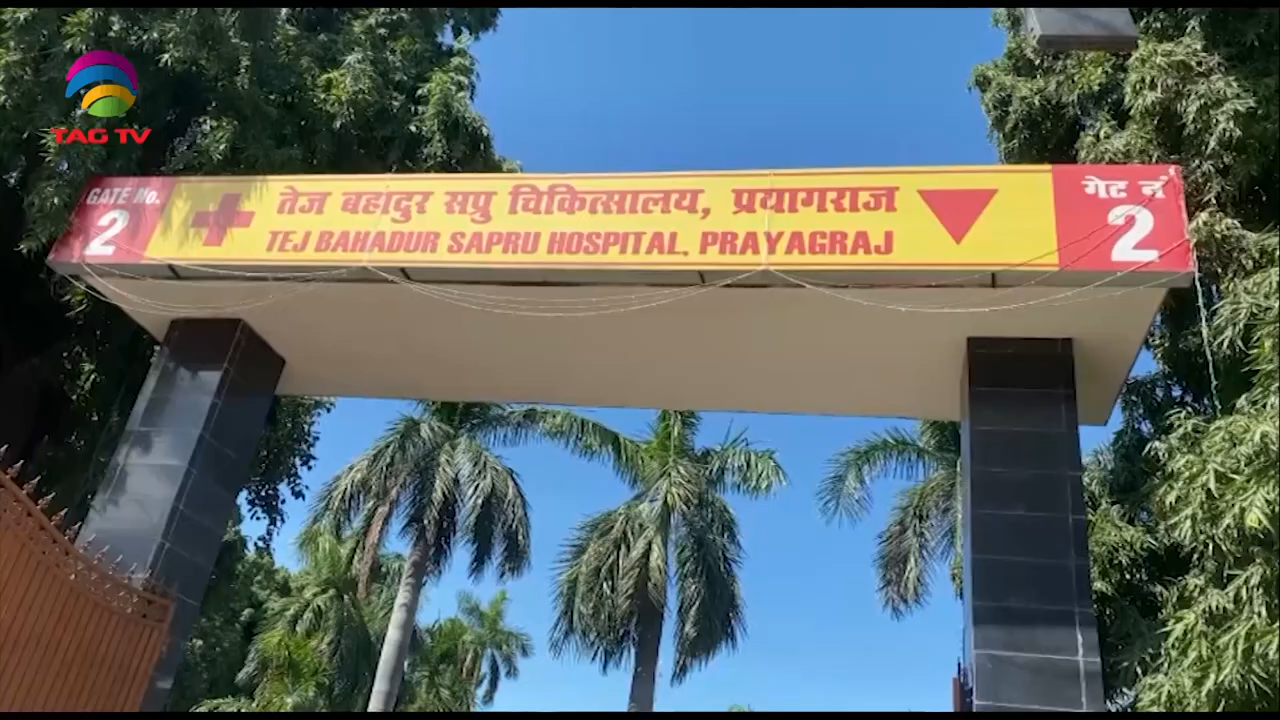 TAG TV
GATE No.
2
तेज बहादुर सप्रु चिकित्सालय, प्रयागराज
TEJ BAHADUR SAPRU HOSPITAL, PRAYAGRAJ
गेट नं
2